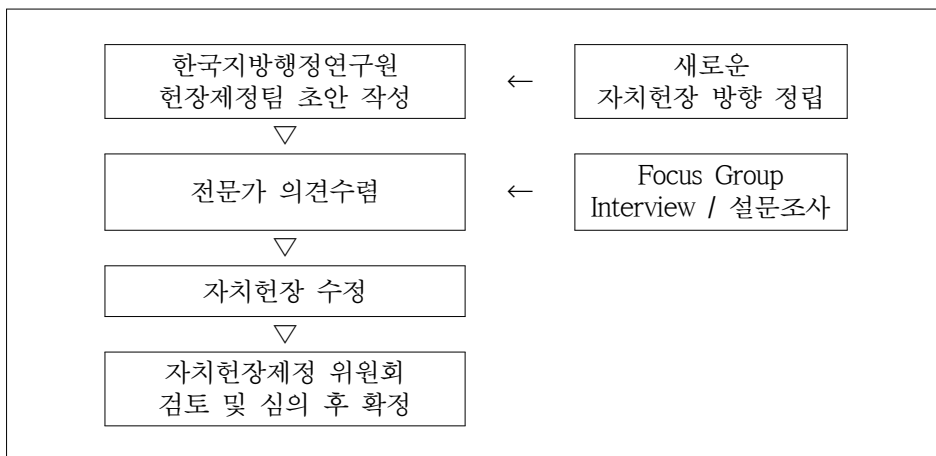 한국지방행정연구원
헌장제정팀 초안 작성
←
새로운
자치헌장 방향 정립
▽
전문가 의견수렴
←
Focus Group
Interview / 설문조사
▽
자치헌장 수정
▽
자치헌장제정 위원회
검토 및 심의 후 확정